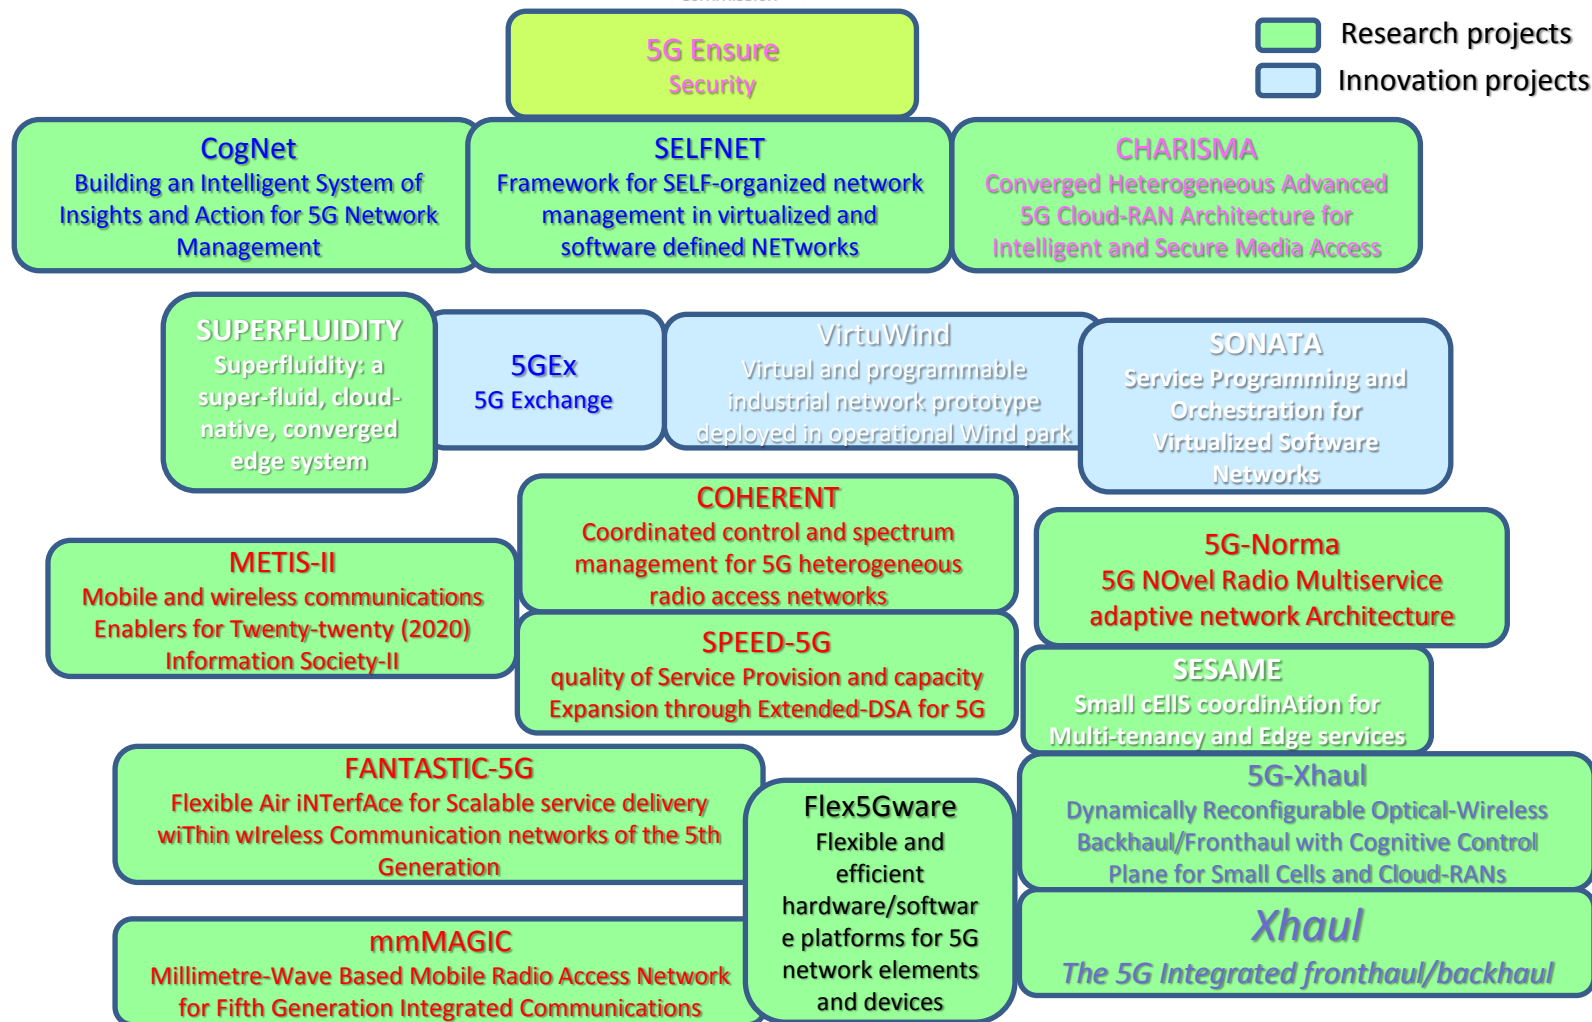 5G Ensure
Security
Research projects
Innovation projects
CogNet
Building an Intelligent System of
Insights and Action for 5G Network
Management
SELFNET
Framework for SELF-organized network
management in virtualized and
software defined NETworks
CHARISMA
Converged Heterogeneous Advanced
5G Cloud-RAN Architecture for
Intelligent and Secure Media Access
SUPERFLUIDITY
Superfluidity: a
super-fluid, cloud-
native, converged
edge system
5GEx
5G Exchange
VirtuWind
Virtual and programmable
industrial network prototype
deployed in operational Wind park
SONATA
Service Programming and
Orchestration for
Virtualized Software
Networks
COHERENT
Coordinated control and spectrum
management for 5G heterogeneous
radio access networks
METIS-II
Mobile and wireless communications
Enablers for Twenty-twenty (2020)
Information Society-II
5G-Norma
5G NOvel Radio Multiservice
adaptive network Architecture
SPEED-5G
quality of Service Provision and capacity
Expansion through Extended-DSA for 5G
SESAME
Small cEllS coordinAtion for
Multi-tenancy and Edge services
FANTASTIC-5G
Flexible Air iNTerfAce for Scalable service delivery
wiThin wIreless Communication networks of the 5th
Generation
Flex5Gware
Flexible and
efficient
hardware/softwar
e platforms for 5G
network elements
and devices
5G-Xhaul
Dynamically Reconfigurable Optical-Wireless
Backhaul/Fronthaul with Cognitive Control
Plane for Small Cells and Cloud-RANs
mmMAGIC
Millimetre-Wave Based Mobile Radio Access Network
for Fifth Generation Integrated Communications
Xhaul
The 5G Integrated fronthaul/backhaul